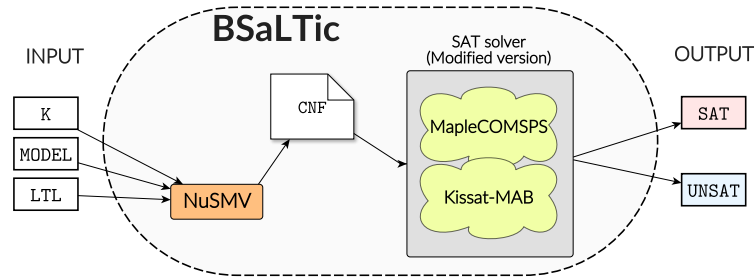 BSaLTic
INPUT
SAT solver
(Modified version)
OUTPUT
K
MODEL
LTL
NuSMV
CNF
MapleCOMSPS
Kissat-MAB
SAT
UNSAT